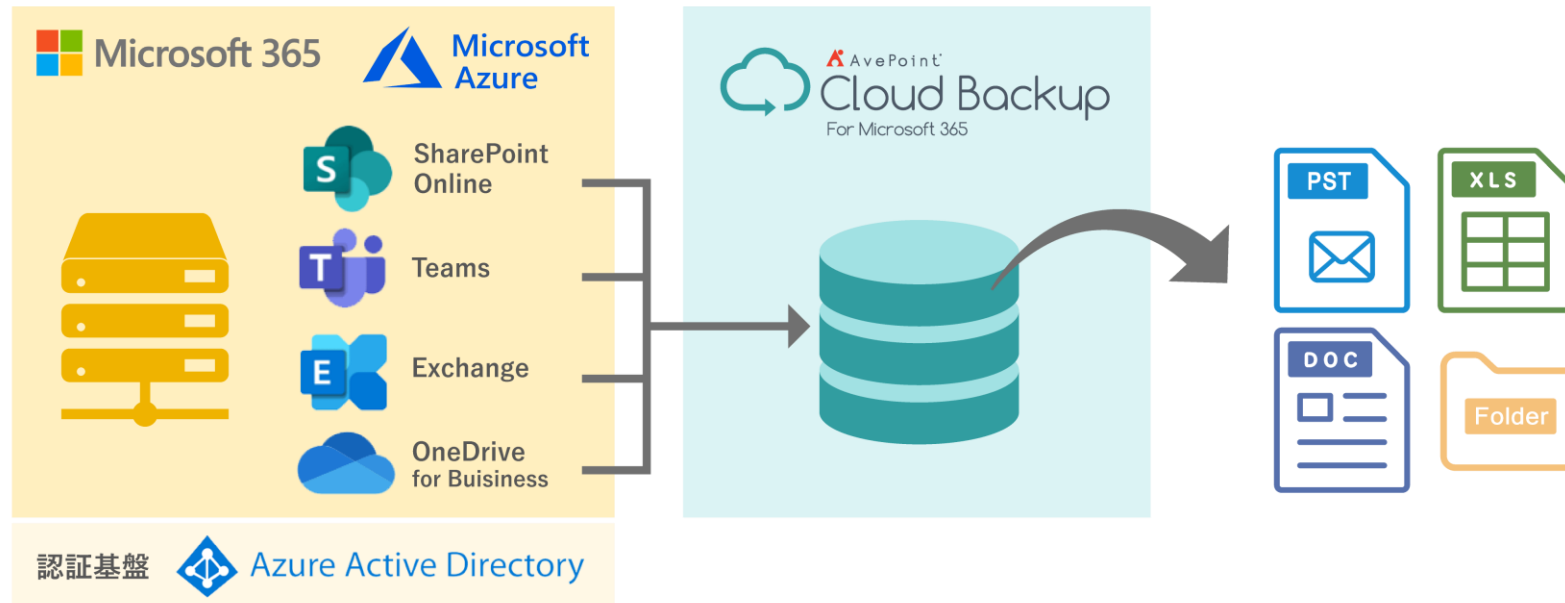 Microsoft 365
Microsoft
Azure
S
SharePoint
Online
T
Teams
E
Exchange
OneDrive
for Buisiness
認証基盤
Azure Active Directory
AvePoint
Cloud Backup
For Microsoft 365
PST
XLS
DOC
Folder